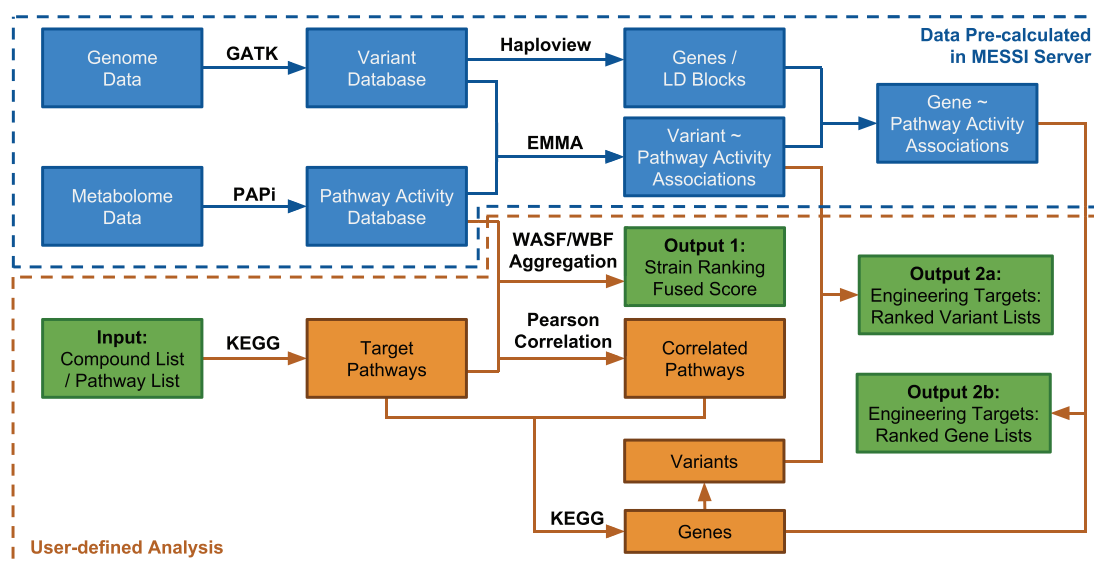 Data Pre-calculated
in MESSI Server
Genome
Data
GATK
Variant
Database
Haploview
Genes /
LD Blocks
Gene ~
Pathway Activity
Associations
EMMA
Variant ~
Pathway Activity
Associations
Metabolome
Data
PAPi
Pathway Activity
Database
WASF/WBF
Aggregation
Output 1:
Strain Ranking
Fused Score
Output 2a:
Engineering Targets:
Ranked Variant Lists
Input:
Compound List
/ Pathway List
KEGG
Target
Pathways
Pearson
Correlation
Correlated
Pathways
Output 2b:
Engineering Targets:
Ranked Gene Lists
Variants
KEGG
Genes
User-defined Analysis